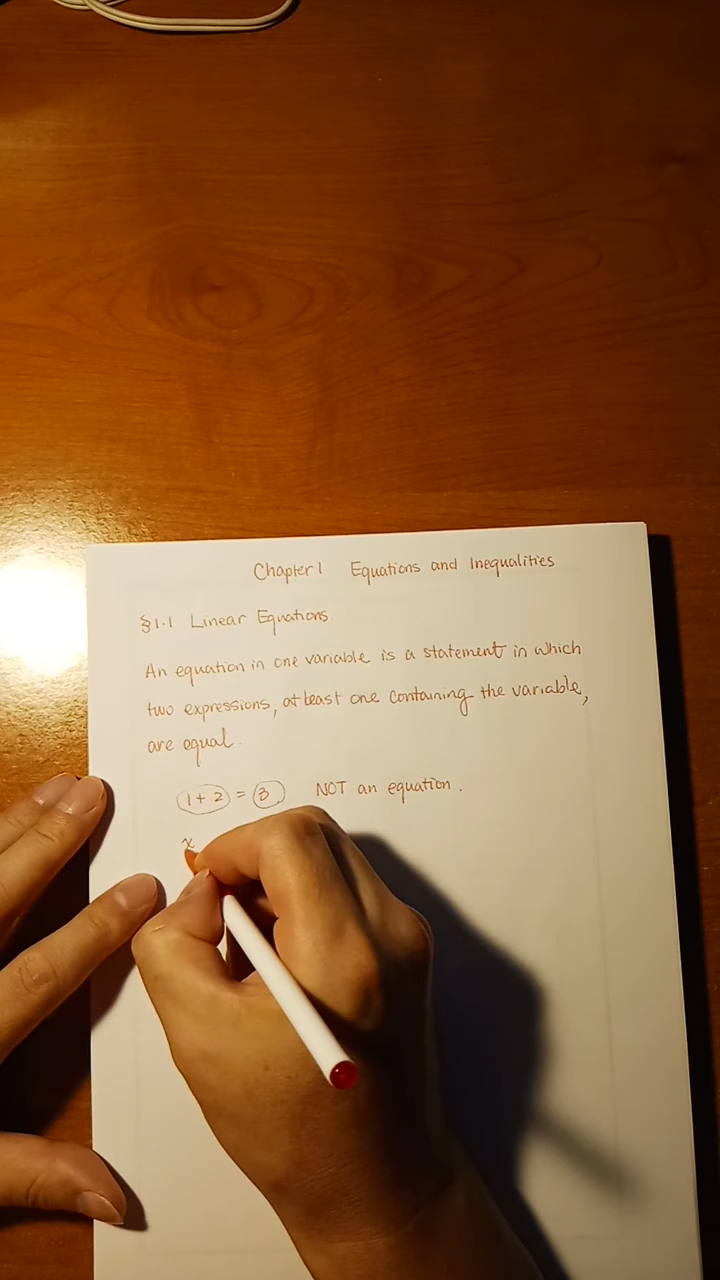 Chapter 1 Equations and Inequalities
§1.1 Linear Equations.
An equation in one variable is a statement in which
two expressions, at least one containing the variable,
are equal.
1 + 2 = 3 NOT an equation.
x